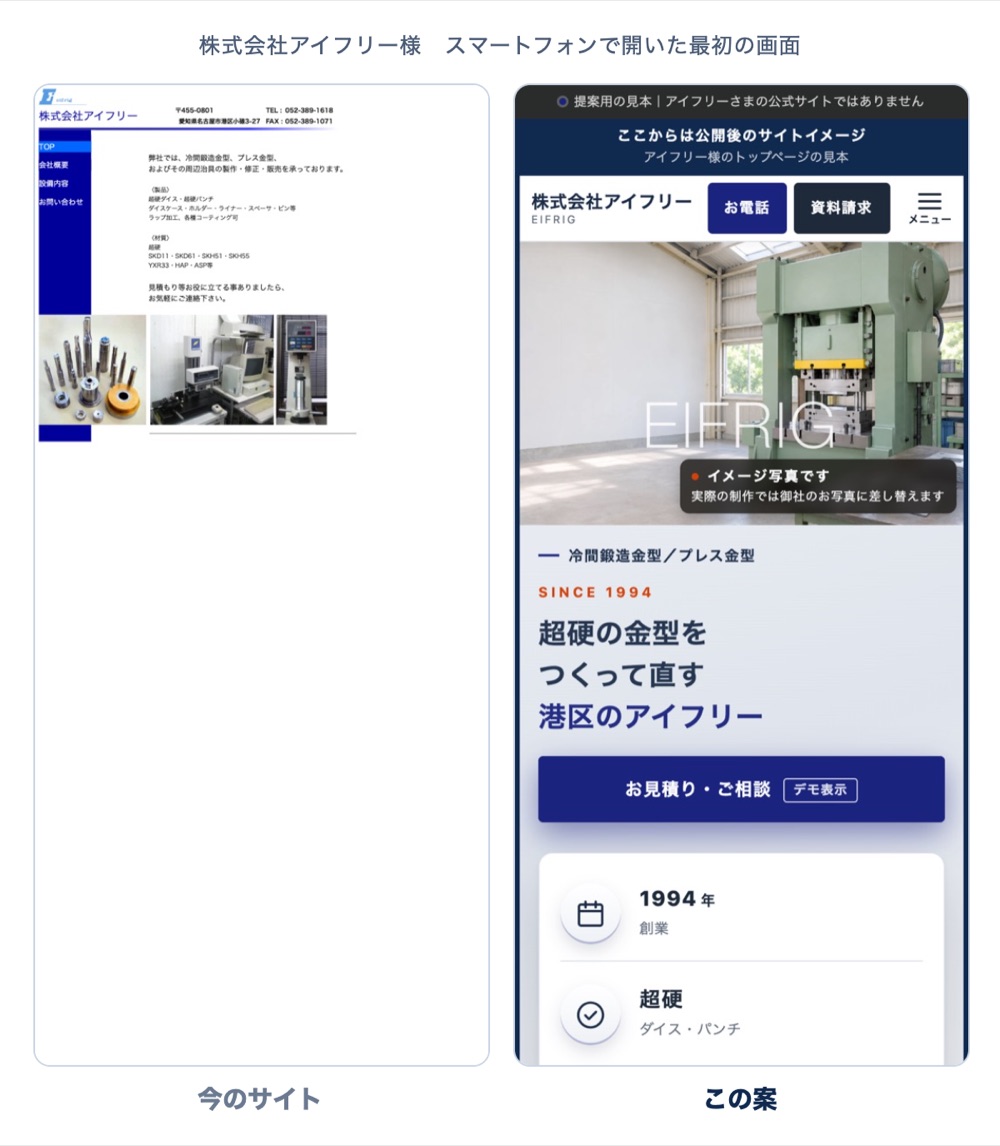 株式会社アイフリー様　スマートフォンで開いた最初の画面
Eifrig
株式会社アイフリー
〒455-0801
愛知県名古屋市港区小碓3-27
TEL： 052-389-1618
FAX：052-389-1071
TOP
会社概要
設備内容
お問い合わせ
弊社では、冷間鍛造金型、プレス金型、
およびその周辺治具の製作・修正・販売を承っております。
〈製品〉
超硬ダイス・超硬パンチ
ダイスケース・ホルダー・ライナー・スペーサ・ピン等
ラップ加工、各種コーティング可
〈材質〉
超硬
SKD11・SKD61・SKH51・SKH55
YXR33・HAP・ASP等
見積もり等お役に立てる事ありましたら、
お気軽にご連絡下さい。
今のサイト
提案用の見本｜アイフリーさまの公式サイトではありません
ここからは公開後のサイトイメージ
アイフリー様のトップページの見本
株式会社アイフリー
EIFRIG
お電話
資料請求
メニュー
EIFRIG
イメージ写真です
実際の制作では御社のお写真に差し替えます
冷間鍛造金型／プレス金型
SINCE 1994
超硬の金型を
つくって直す
港区のアイフリー
お見積り・ご相談 デモ表示
1994 年
創業
超硬
ダイス・パンチ
この案